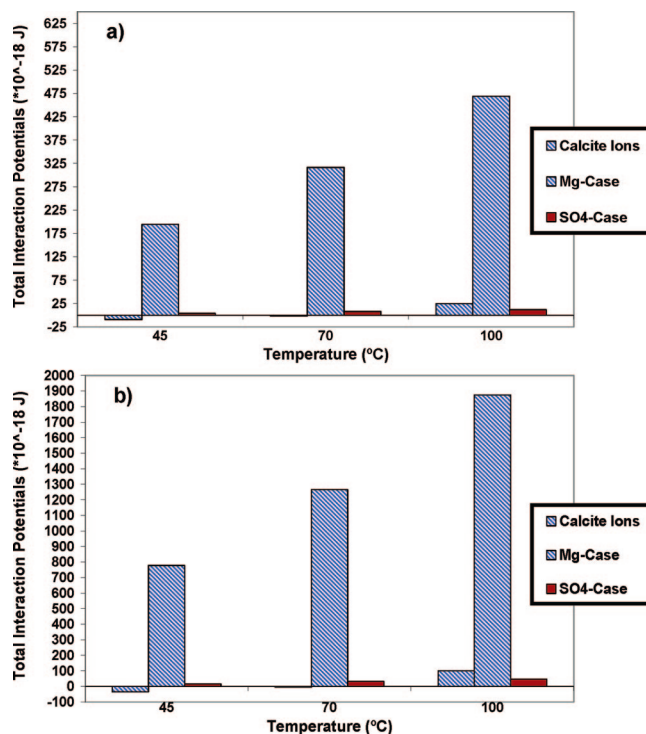 a)
Total Interaction Potentials (*10^-18 J)
625
575
525
475
425
375
325
275
225
175
125
75
25
-25
45 70 100
Temperature (ºC)
Calcite Ions
Mg-Case
SO4-Case
b)
Total Interaction Potentials (*10^-18 J)
2000
1900
1800
1700
1600
1500
1400
1300
1200
1100
1000
900
800
700
600
500
400
300
200
100
0
-100
45 70 100
Temperature (ºC)
Calcite Ions
Mg-Case
SO4-Case